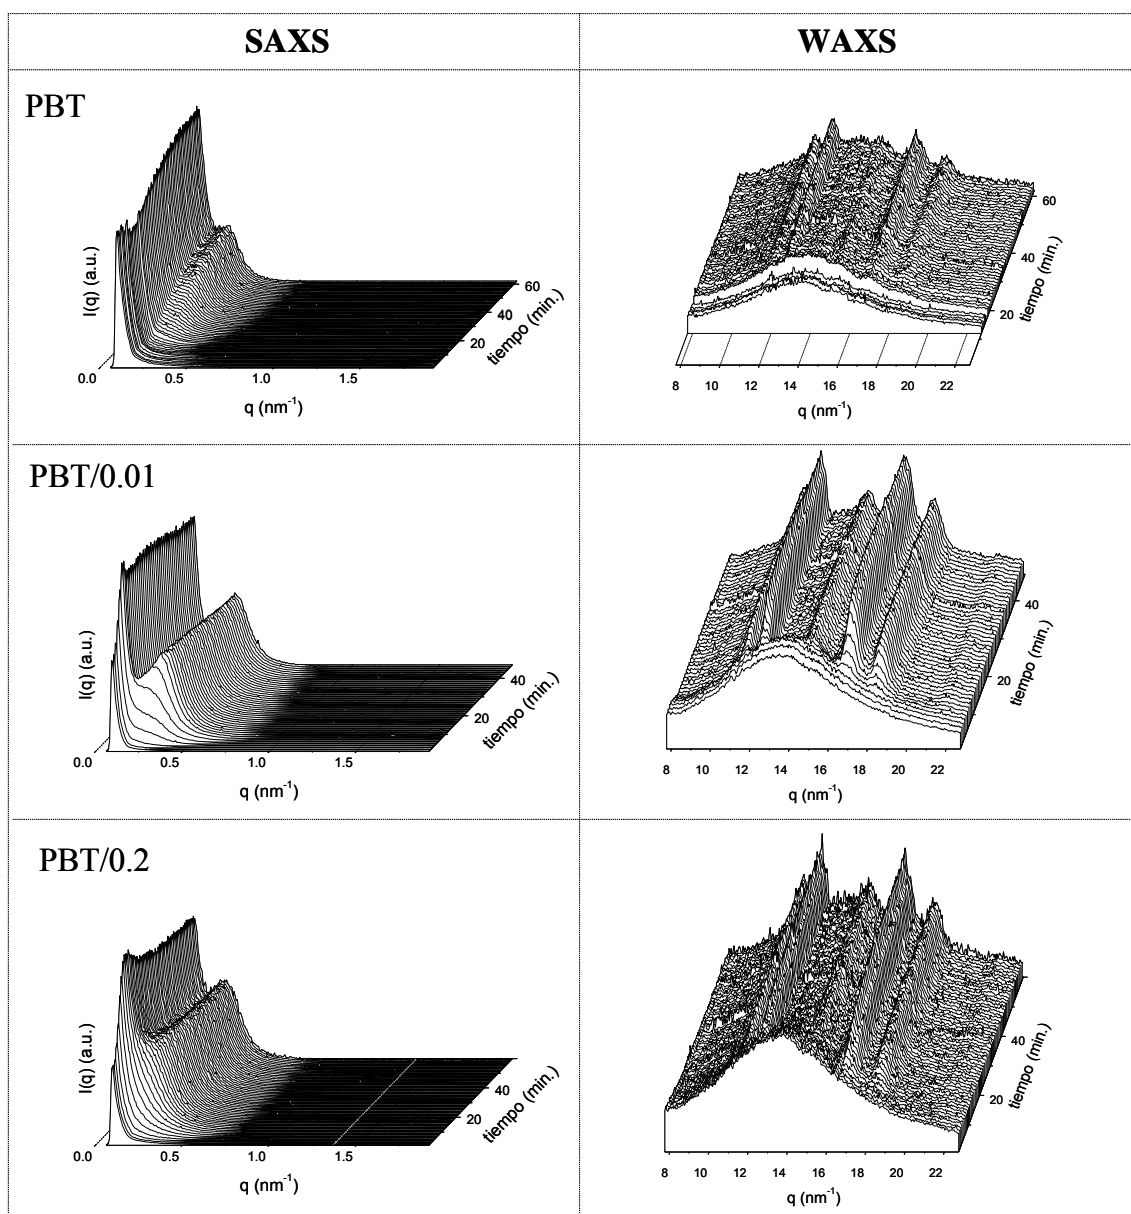 SAXS
WAXS
PBT
I(q) (a.u.)
0.0
0.5
1.0
1.5
q (nm⁻¹)
20
40
60
tiempo (min.)
8
10
12
14
16
18
20
22
q (nm⁻¹)
20
40
60
tiempo (min.)
PBT/0.01
I(q) (a.u.)
0.0
0.5
1.0
1.5
q (nm⁻¹)
20
40
tiempo (min.)
8
10
12
14
16
18
20
22
q (nm⁻¹)
20
40
tiempo (min.)
PBT/0.2
I(q) (a.u.)
0.0
0.5
1.0
1.5
q (nm⁻¹)
20
40
tiempo (min.)
8
10
12
14
16
18
20
22
q (nm⁻¹)
20
40
tiempo (min.)